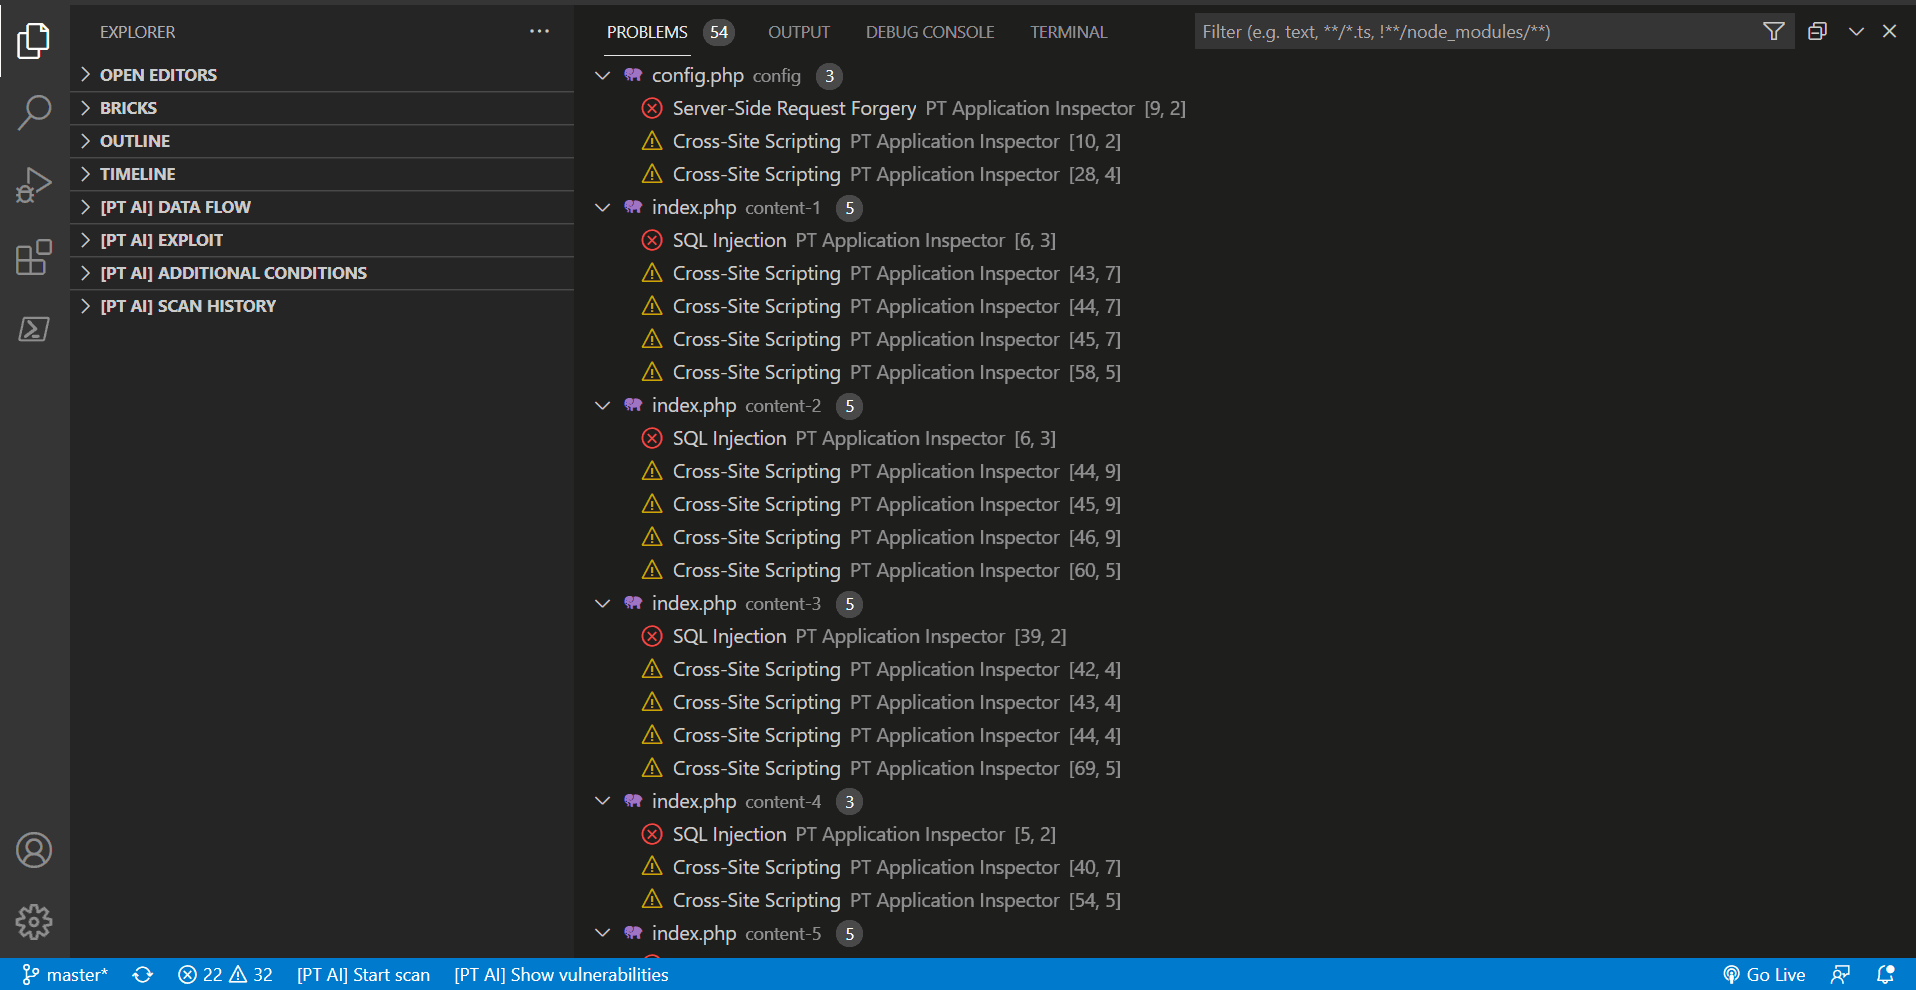 EXPLORER
OPEN EDITORS
BRICKS
OUTLINE
TIMELINE
[PT AI] DATA FLOW
[PT AI] EXPLOIT
[PT AI] ADDITIONAL CONDITIONS
[PT AI] SCAN HISTORY
PROBLEMS 54 OUTPUT DEBUG CONSOLE TERMINAL Filter (e.g. text, **/*.ts, !**/node_modules/**)
config.php config 3
Server-Side Request Forgery PT Application Inspector [9, 2]
Cross-Site Scripting PT Application Inspector [10, 2]
Cross-Site Scripting PT Application Inspector [28, 4]
index.php content-1 5
SQL Injection PT Application Inspector [6, 3]
Cross-Site Scripting PT Application Inspector [43, 7]
Cross-Site Scripting PT Application Inspector [44, 7]
Cross-Site Scripting PT Application Inspector [45, 7]
Cross-Site Scripting PT Application Inspector [58, 5]
index.php content-2 5
SQL Injection PT Application Inspector [6, 3]
Cross-Site Scripting PT Application Inspector [44, 9]
Cross-Site Scripting PT Application Inspector [45, 9]
Cross-Site Scripting PT Application Inspector [46, 9]
Cross-Site Scripting PT Application Inspector [60, 5]
index.php content-3 5
SQL Injection PT Application Inspector [39, 2]
Cross-Site Scripting PT Application Inspector [42, 4]
Cross-Site Scripting PT Application Inspector [43, 4]
Cross-Site Scripting PT Application Inspector [44, 4]
Cross-Site Scripting PT Application Inspector [69, 5]
index.php content-4 3
SQL Injection PT Application Inspector [5, 2]
Cross-Site Scripting PT Application Inspector [40, 7]
Cross-Site Scripting PT Application Inspector [54, 5]
index.php content-5 5
master* 22 32 [PT AI] Start scan [PT AI] Show vulnerabilities Go Live